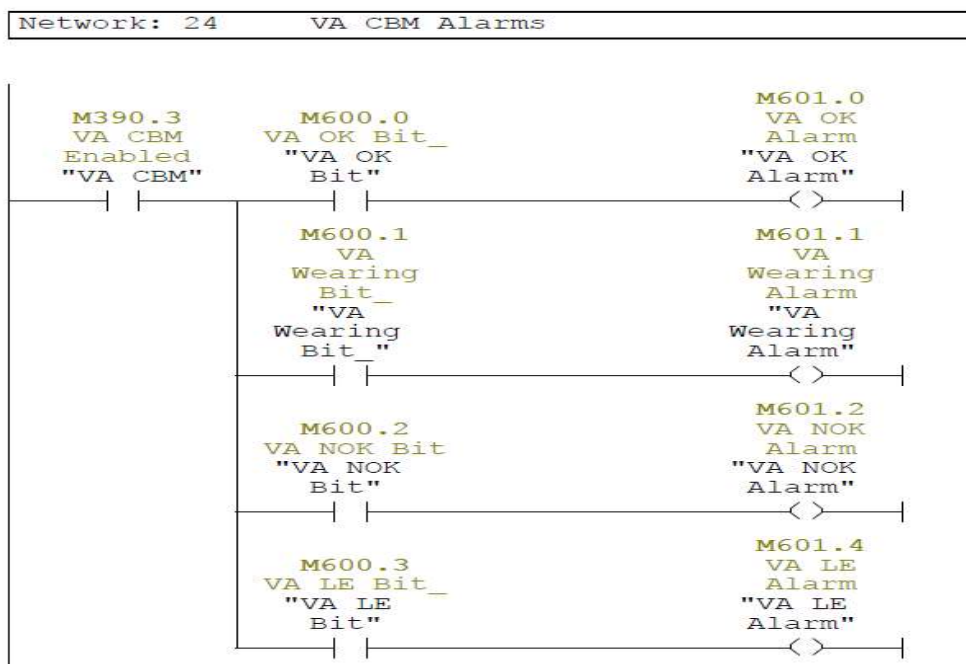 Network: 24 VA CBM Alarms
M390.3
VA CBM
Enabled
"VA CBM"
M600.0
VA OK Bit_
"VA OK
Bit"
M601.0
VA OK
Alarm
"VA OK
Alarm"
M600.1
VA
Wearing
Bit_
"VA
Wearing
Bit_"
M601.1
VA
Wearing
Alarm
"VA
Wearing
Alarm"
M600.2
VA NOK Bit
"VA NOK
Bit"
M601.2
VA NOK
Alarm
"VA NOK
Alarm"
M600.3
VA LE Bit_
"VA LE
Bit"
M601.4
VA LE
Alarm
"VA LE
Alarm"